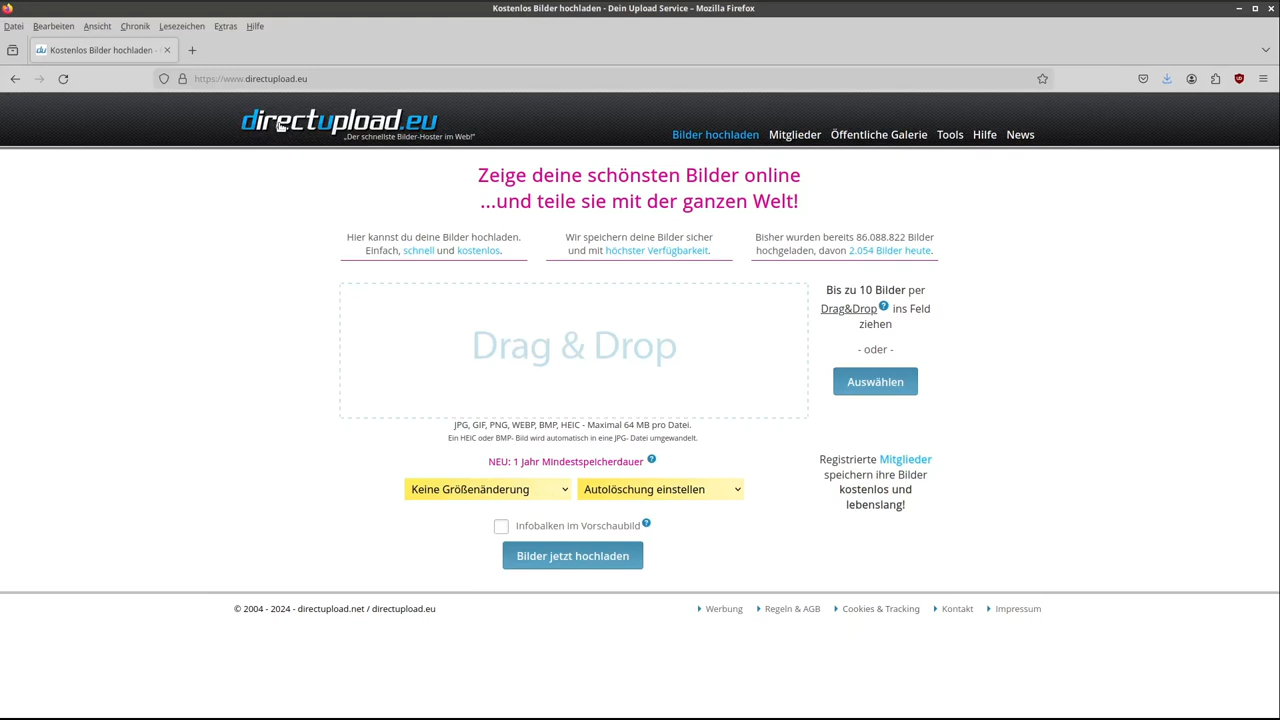 Kostenlos Bilder hochladen - Dein Upload Service – Mozilla Firefox
Datei Bearbeiten Ansicht Chronik Lesezeichen Extras Hilfe
du Kostenlos Bilder hochladen -
https://www.directupload.eu
directupload.eu
„Der schnellste Bilder-Hoster im Web!"
Bilder hochladen Mitglieder Öffentliche Galerie Tools Hilfe News
Zeige deine schönsten Bilder online
...und teile sie mit der ganzen Welt!
Hier kannst du deine Bilder hochladen.
Einfach, schnell und kostenlos.
Wir speichern deine Bilder sicher
und mit höchster Verfügbarkeit.
Bisher wurden bereits 86.088.822 Bilder
hochgeladen, davon 2.054 Bilder heute.
Drag & Drop
Bis zu 10 Bilder per
Drag&Drop ? ins Feld
ziehen
- oder -
Auswählen
JPG, GIF, PNG, WEBP, BMP, HEIC - Maximal 64 MB pro Datei.
Ein HEIC oder BMP- Bild wird automatisch in eine JPG- Datei umgewandelt.
NEU: 1 Jahr Mindestspeicherdauer ?
Keine Größenänderung Autolöschung einstellen
Registrierte Mitglieder
speichern ihre Bilder
kostenlos und
lebenslang!
Infobalken im Vorschaubild ?
Bilder jetzt hochladen
© 2004 - 2024 - directupload.net / directupload.eu
Werbung Regeln & AGB Cookies & Tracking Kontakt Impressum